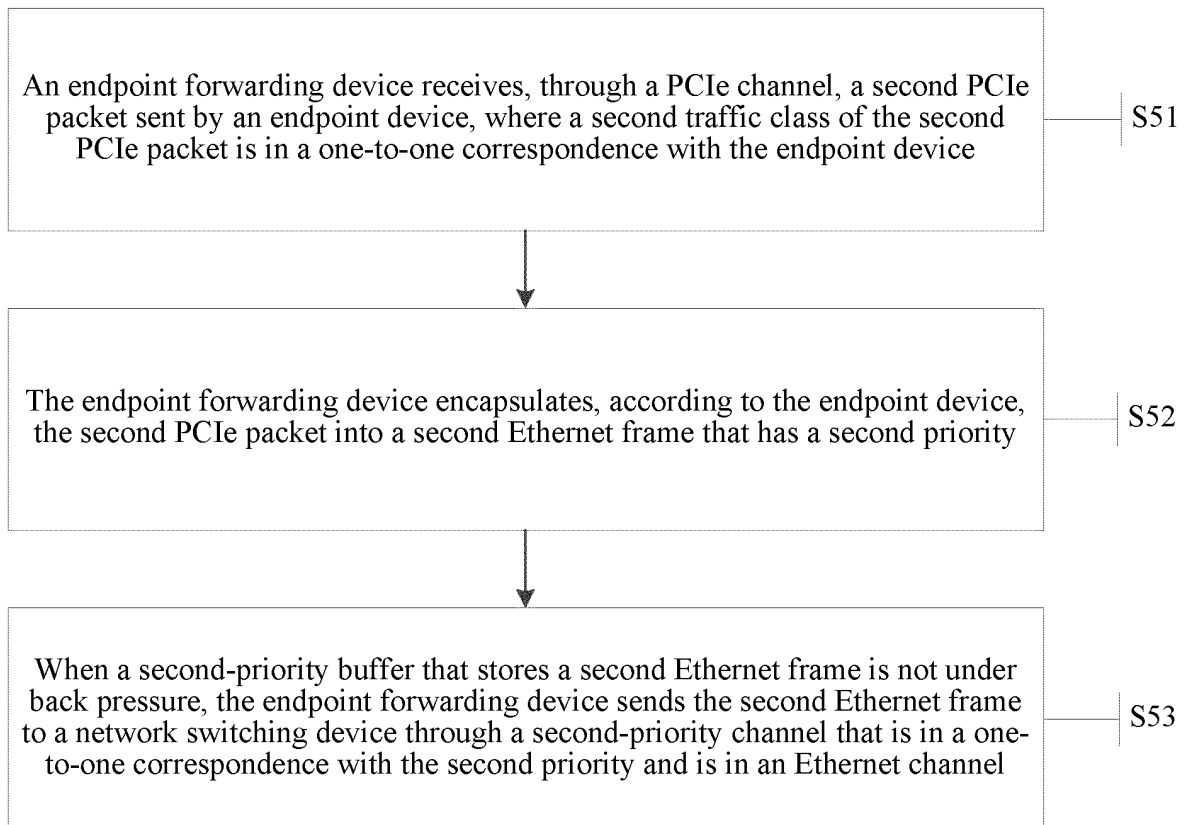 An endpoint forwarding device receives, through a PCIe channel, a second PCIe
packet sent by an endpoint device, where a second traffic class of the second
PCIe packet is in a one-to-one correspondence with the endpoint device
S51
The endpoint forwarding device encapsulates, according to the endpoint device,
the second PCIe packet into a second Ethernet frame that has a second priority
S52
When a second-priority buffer that stores a second Ethernet frame is not under
back pressure, the endpoint forwarding device sends the second Ethernet frame
to a network switching device through a second-priority channel that is in a one-
to-one correspondence with the second priority and is in an Ethernet channel
S53